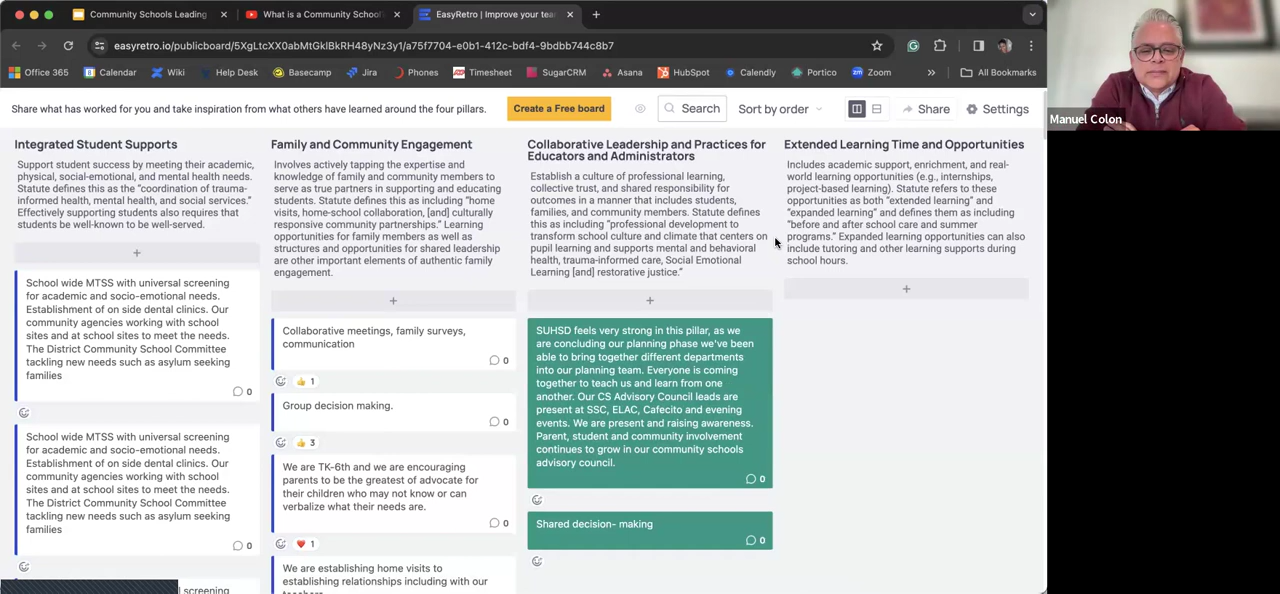 Community Schools Leading
What is a Community School
EasyRetro | Improve your tea
easyretro.io/publicboard/5XgLtcXX0abMtGklBkRH48yNz3y1/a75f7704-e0b1-412c-bdf4-9bdbb744c8b7
Office 365 Calendar Wiki Help Desk Basecamp Jira Phones Timesheet SugarCRM Asana HubSpot Calendly Portico Zoom » All Bookmarks
Share what has worked for you and take inspiration from what others have learned around the four pillars.
Create a Free board
Search
Sort by order
Share
Settings
Integrated Student Supports
Support student success by meeting their academic,
physical, social-emotional, and mental health needs.
Statute defines this as the “coordination of trauma-
informed health, mental health, and social services.”
Effectively supporting students also requires that
students be well-known to be well-served.
+
School wide MTSS with universal screening
for academic and socio-emotional needs.
Establishment of on side dental clinics. Our
community agencies working with school
sites and at school sites to meet the needs.
The District Community School Committee
tackling new needs such as asylum seeking
families
0
School wide MTSS with universal screening
for academic and socio-emotional needs.
Establishment of on side dental clinics. Our
community agencies working with school
sites and at school sites to meet the needs.
The District Community School Committee
tackling new needs such as asylum seeking
families
0
l screening
Family and Community Engagement
Involves actively tapping the expertise and
knowledge of family and community members to
serve as true partners in supporting and educating
students. Statute defines this as including “home
visits, home-school collaboration, [and] culturally
responsive community partnerships.” Learning
opportunities for family members as well as
structures and opportunities for shared leadership
are other important elements of authentic family
engagement.
+
Collaborative meetings, family surveys,
communication
0
1
Group decision making.
0
3
We are TK-6th and we are encouraging
parents to be the greatest of advocate for
their children who may not know or can
verbalize what their needs are.
0
1
We are establishing home visits to
establishing relationships including with our
Collaborative Leadership and Practices for
Educators and Administrators
Establish a culture of professional learning,
collective trust, and shared responsibility for
outcomes in a manner that includes students,
families, and community members. Statute defines
this as including “professional development to
transform school culture and climate that centers on
pupil learning and supports mental and behavioral
health, trauma-informed care, Social Emotional
Learning [and] restorative justice.”
+
SUHSD feels very strong in this pillar, as we
are concluding our planning phase we've been
able to bring together different departments
into our planning team. Everyone is coming
together to teach us and learn from one
another. Our CS Advisory Council leads are
present at SSC, ELAC, Cafecito and evening
events. We are present and raising awareness.
Parent, student and community involvement
continues to grow in our community schools
advisory council.
0
Shared decision- making
0
Extended Learning Time and Opportunities
Includes academic support, enrichment, and real-
world learning opportunities (e.g., internships,
project-based learning). Statute refers to these
opportunities as both “extended learning” and
“expanded learning” and defines them as including
“before and after school care and summer
programs.” Expanded learning opportunities can also
include tutoring and other learning supports during
school hours.
+
Manuel Colon